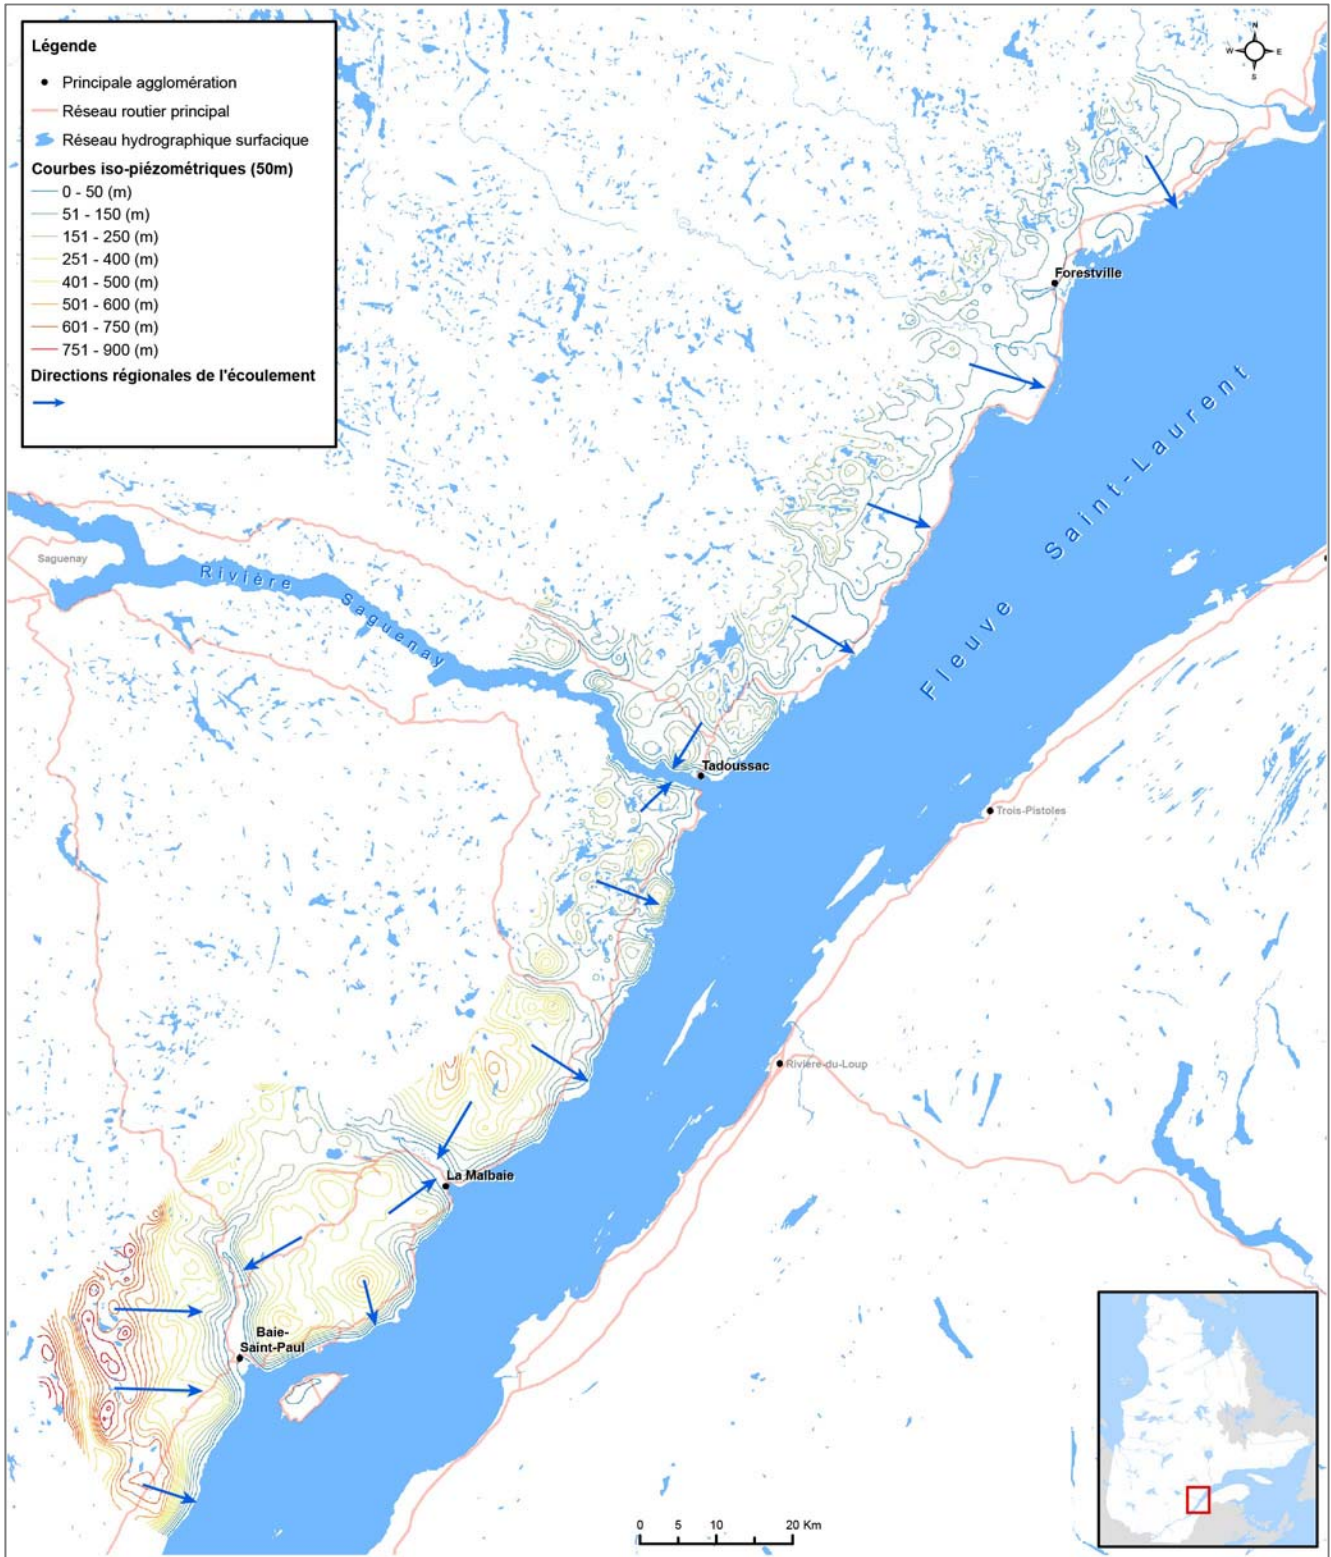 Légende
Principale agglomération
Réseau routier principal
Réseau hydrographique surfacique
Courbes iso-piézométriques (50m)
0 - 50 (m)
51 - 150 (m)
151 - 250 (m)
251 - 400 (m)
401 - 500 (m)
501 - 600 (m)
601 - 750 (m)
751 - 900 (m)
Directions régionales de l'écoulement
N
W E
S
Forestville
Fleuve Saint-Laurent
Saguenay
Rivière Saguenay
Tadoussac
Trois-Pistoles
Rivière-du-Loup
La Malbaie
Baie-
Saint-Paul
0 5 10 20 Km